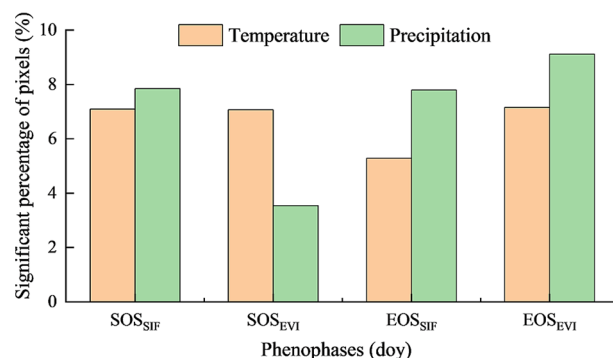 Significant percentage of pixels (%)
10
8
6
4
2
0
Temperature Precipitation
SOS_SIF SOS_EVI EOS_SIF EOS_EVI
Phenophases (doy)